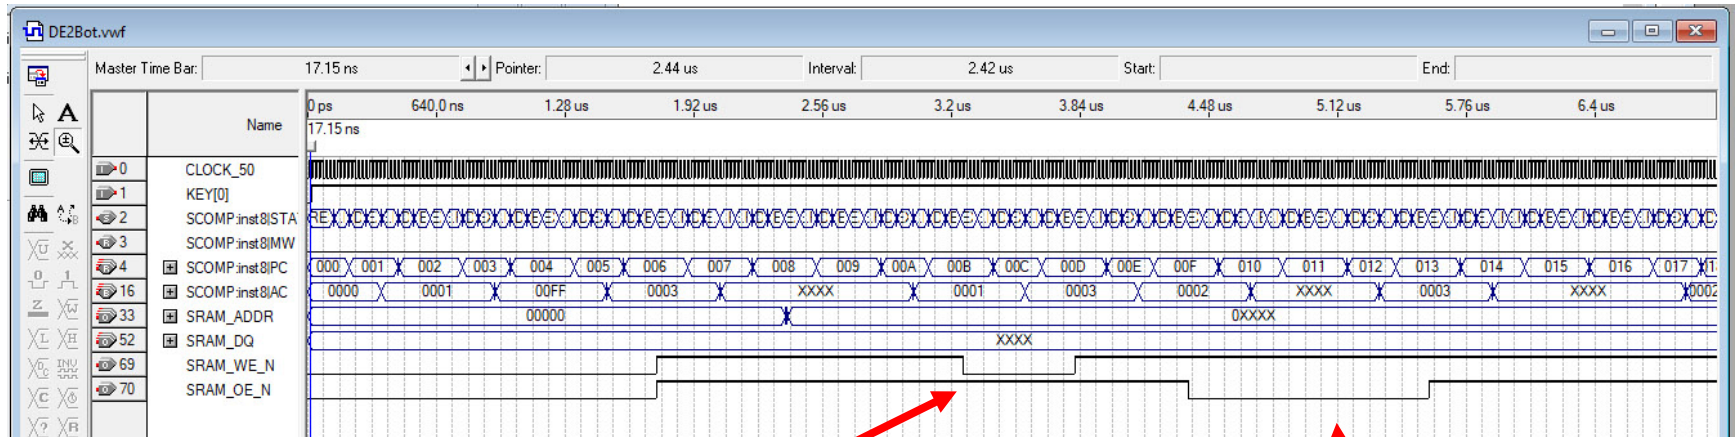 DE2Bot.vwf
Master Time Bar: 17.15 ns Pointer: 2.44 us Interval: 2.42 us Start: End:
Name 0 ps 640.0 ns 1.28 us 1.92 us 2.56 us 3.2 us 3.84 us 4.48 us 5.12 us 5.76 us 6.4 us
17.15 ns
0 CLOCK_50
1 KEY[0]
2 SCOMP:inst8|STA
3 SCOMP:inst8|MW
4 SCOMP:inst8|PC 000 001 002 003 004 005 006 007 008 009 00A 00B 00C 00D 00E 00F 010 011 012 013 014 015 016 017
16 SCOMP:inst8|AC 0000 0001 00FF 0003 XXXX 0001 0003 0002 XXXX 0003 XXXX 0002
33 SRAM_ADDR 00000 0XXXX
52 SRAM_DQ XXXX
69 SRAM_WE_N
70 SRAM_OE_N